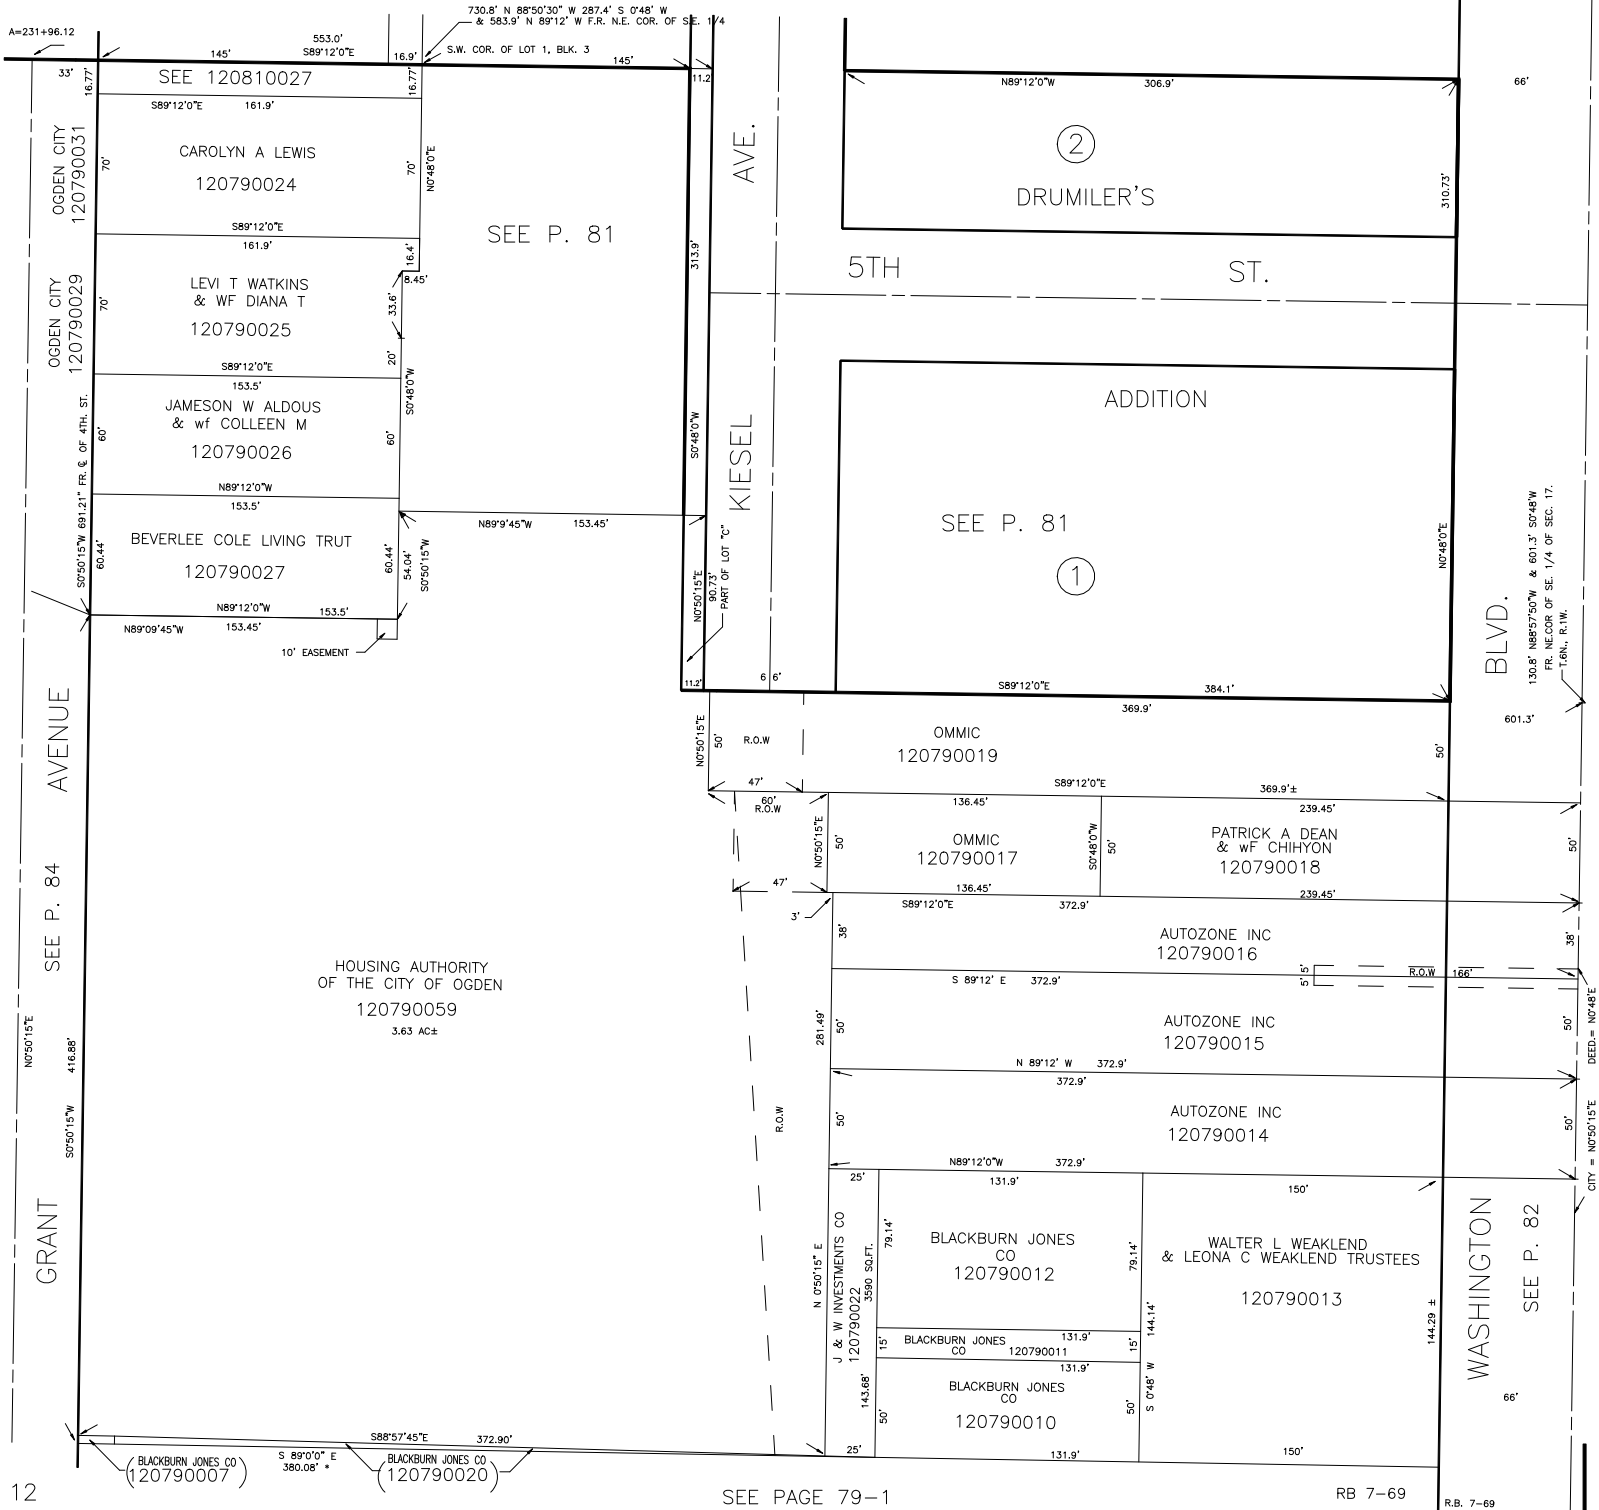 730.8' N 88°50'30" W 287.4' S 0°48' W
& 583.9' N 89°12' W F.R. N.E. COR. OF S.E. 1/4
A=231+96.12
553.0'
S89°12'0"E
145'
16.9'
S.W. COR. OF LOT 1, BLK. 3
145'
33'
16.77'
SEE 120810027
16.77'
11.2
N89°12'0"W
306.9'
66'
S89°12'0"E
161.9'
OGDEN CITY
120790031
70'
CAROLYN A LEWIS
120790024
70'
N0°48'0"E
AVE.
2
DRUMILER'S
310.73'
S89°12'0"E
161.9'
16.4'
8.45'
SEE P. 81
313.9'
5TH
ST.
OGDEN CITY
120790029
70'
LEVI T WATKINS
& WF DIANA T
120790025
33.6'
20'
S89°12'0"E
153.5'
S0°48'0"W
JAMESON W ALDOUS
& wf COLLEEN M
120790026
60'
60'
S0°48'0"W
KIESEL
ADDITION
S0°50'15"W 691.21" FR. ℄ OF 4TH. ST.
N89°12'0"W
153.5'
BEVERLEE COLE LIVING TRUT
120790027
60.44'
60.44'
54.04'
S0°50'15"W
N89°9'45"W
153.45'
SEE P. 81
1
N0°48'0"E
N0°50'15"E
90.73'
PART OF LOT "C"
BLVD.
130.8' N88°57'50"W & 601.3' S0°48'W
FR. NE.COR OF SE. 1/4 OF SEC. 17.
T.6N., R.1W.
N89°12'0"W
153.5'
N89°09'45"W
153.45'
10' EASEMENT
11.2'
6 6'
S89°12'0"E
384.1'
369.9'
601.3'
AVENUE
N0°50'15"E
50'
R.O.W
OMMIC
120790019
50'
47'
60'
R.O.W
S89°12'0"E
369.9'±
136.45'
239.45'
N0°50'15"E
50'
OMMIC
120790017
S0°48'0"W
50'
PATRICK A DEAN
& wF CHIHYON
120790018
50'
SEE P. 84
47'
136.45'
239.45'
3'
S89°12'0"E
372.9'
38'
AUTOZONE INC
120790016
38'
HOUSING AUTHORITY
OF THE CITY OF OGDEN
120790059
3.63 AC±
S 89°12' E
372.9'
5' 5'
R.O.W
166'
N0°50'15"E
416.88'
281.49'
50'
AUTOZONE INC
120790015
50'
DEED.= N0°48'E
N 89°12' W
372.9'
372.9'
S0°50'15"W
R.O.W
50'
AUTOZONE INC
120790014
50'
CITY = N0°50'15"E
N89°12'0"W
372.9'
25'
131.9'
150'
GRANT
N 0°50'15" E
J & W INVESTMENTS CO
120790022
3590 SQ.FT.
143.68'
79.14'
BLACKBURN JONES
CO
120790012
79.14'
144.14'
S 0°48' W
WALTER L WEAKLEND
& LEONA C WEAKLEND TRUSTEES
120790013
144.29 ±
WASHINGTON
SEE P. 82
15'
BLACKBURN JONES
CO
120790011
131.9'
15'
131.9'
50'
BLACKBURN JONES
CO
120790010
50'
66'
S88°57'45"E
372.90'
25'
131.9'
150'
BLACKBURN JONES CO
120790007
S 89°0'0" E
380.08' *
BLACKBURN JONES CO
120790020
12
SEE PAGE 79-1
RB 7-69
R.B. 7-69